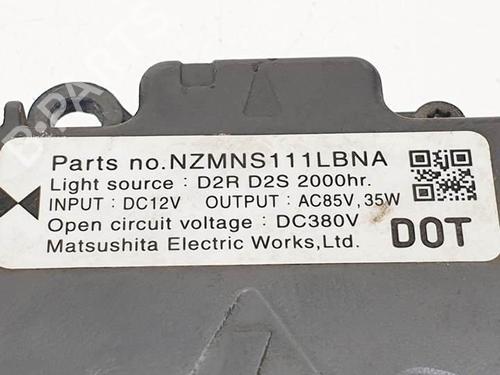 Parts no.NZMNS111LBNA
Light source : D2R D2S 2000hr.
INPUT : DC12V OUTPUT : AC85V, 35W
Open circuit voltage : DC380V
Matsushita Electric Works,Ltd.
DOT
B-PARTS